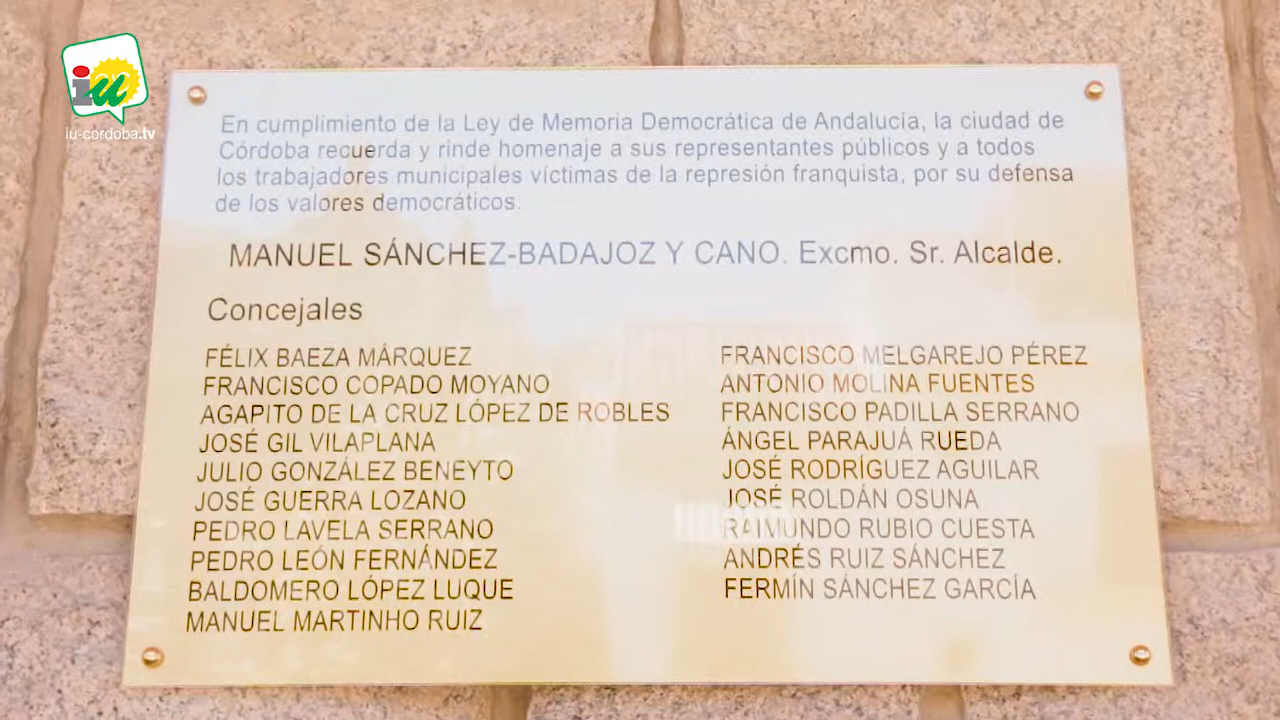 iu
iu-cordoba.tv
En cumplimiento de la Ley de Memoria Democrática de Andalucia, la ciudad de
Córdoba recuerda y rinde homenaje a sus representantes públicos y a todos
los trabajadores municipales víctimas de la represión franquista, por su defensa
de los valores democráticos.
MANUEL SÁNCHEZ-BADAJOZ Y CANO. Excmo. Sr. Alcalde.
Concejales
FÉLIX BAEZA MÁRQUEZ
FRANCISCO COPADO MOYANO
AGAPITO DE LA CRUZ LÓPEZ DE ROBLES
JOSÉ GIL VILAPLANA
JULIO GONZÁLEZ BENEYTO
JOSÉ GUERRA LOZANO
PEDRO LAVELA SERRANO
PEDRO LEÓN FERNÁNDEZ
BALDOMERO LÓPEZ LUQUE
MANUEL MARTINHO RUIZ
FRANCISCO MELGAREJO PÉREZ
ANTONIO MOLINA FUENTES
FRANCISCO PADILLA SERRANO
ÁNGEL PARAJUÁ RUEDA
JOSÉ RODRÍGUEZ AGUILAR
JOSÉ ROLDÁN OSUNA
RAIMUNDO RUBIO CUESTA
ANDRÉS RUIZ SÁNCHEZ
FERMÍN SÁNCHEZ GARCÍA